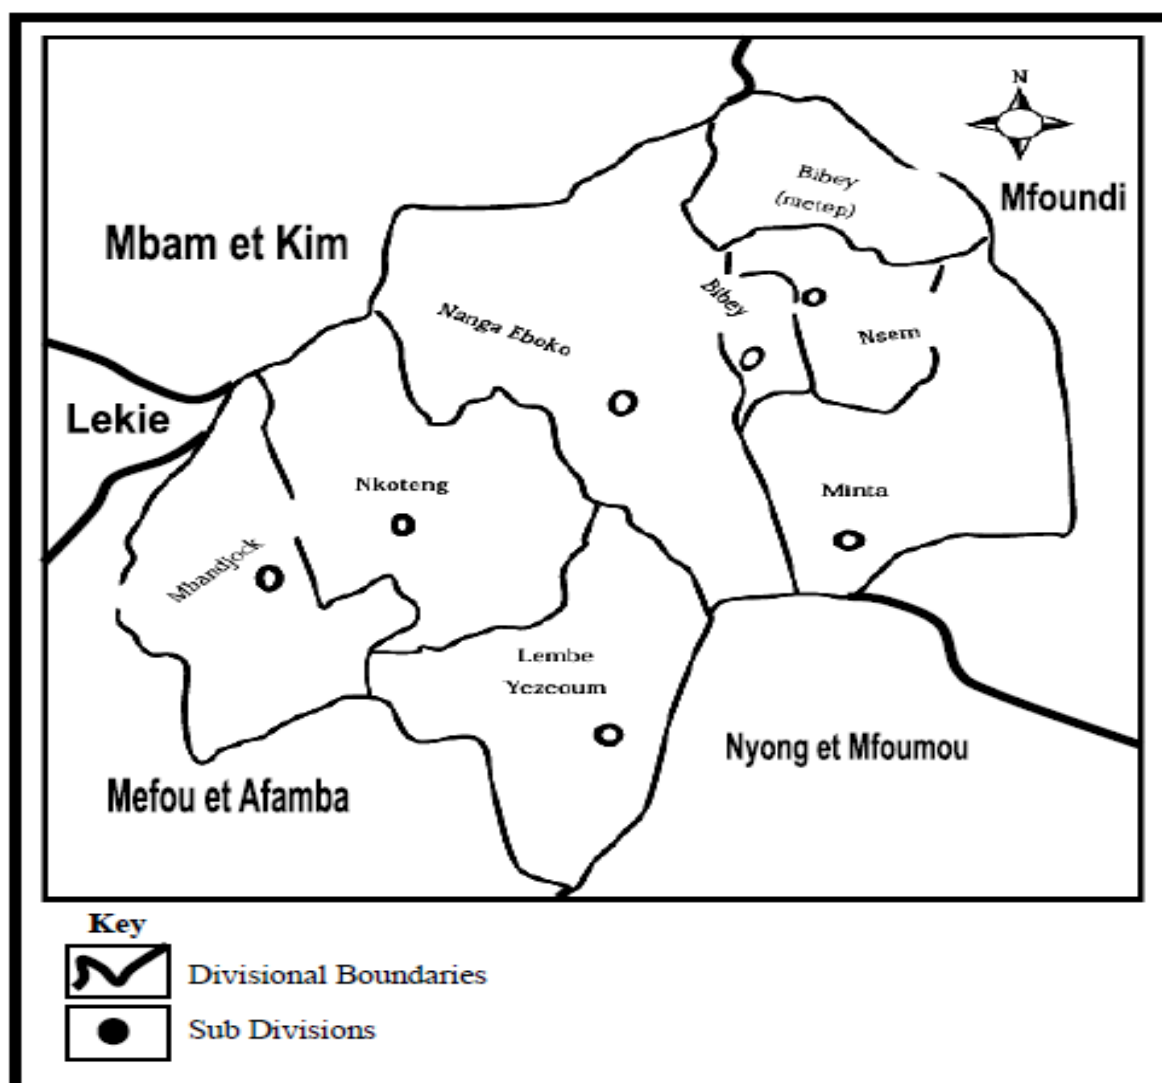 N
Bibey
(metep)
Mfoundi
Mbam et Kim
Bibey
Nanga Eboko
Nsem
Lekie
Nkoteng
Minta
Mbandjock
Lembe
Yezeoum
Nyong et Mfoumou
Mefou et Afamba
Key
Divisional Boundaries
Sub Divisions